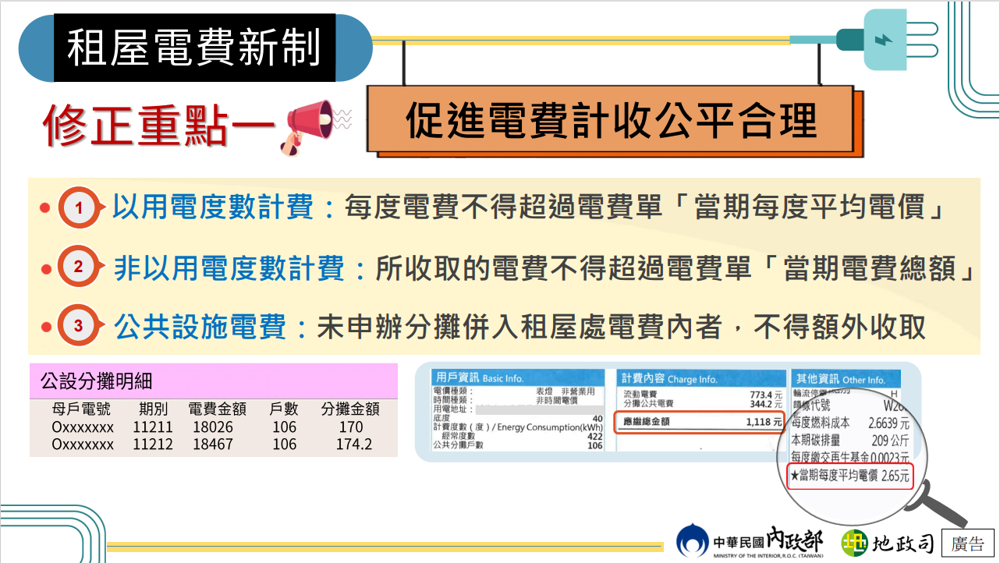 租屋電費新制
修正重點一
促進電費計收公平合理
1 以用電度數計費：每度電費不得超過電費單「當期每度平均電價」
2 非以用電度數計費：所收取的電費不得超過電費單「當期電費總額」
3 公共設施電費：未申辦分攤併入租屋處電費內者，不得額外收取
公設分攤明細
母戶電號 期別 電費金額 戶數 分攤金額
Oxxxxxxx 11211 18026 106 170
Oxxxxxxx 11212 18467 106 174.2
用戶資訊 Basic Info.
電價種類： 表燈 非營業用
時間種類： 非時間電價
用電地址：
底度 40
計費度數（度）/ Energy Consumption(kWh)
經常度數 422
公共分攤戶數 106
計費內容 Charge Info.
流動電費 773.4 元
分攤公共電費 344.2 元
應繳總金額 1,118 元
其他資訊 Other Info.
H
饋線代號 W26
每度燃料成本 2.6639 元
本期碳排量 209 公斤
每度繳交再生基金 0.0023元
★當期每度平均電價 2.65元
中華民國內政部
MINISTRY OF THE INTERIOR, R.O.C. (TAIWAN)
地政司
廣告